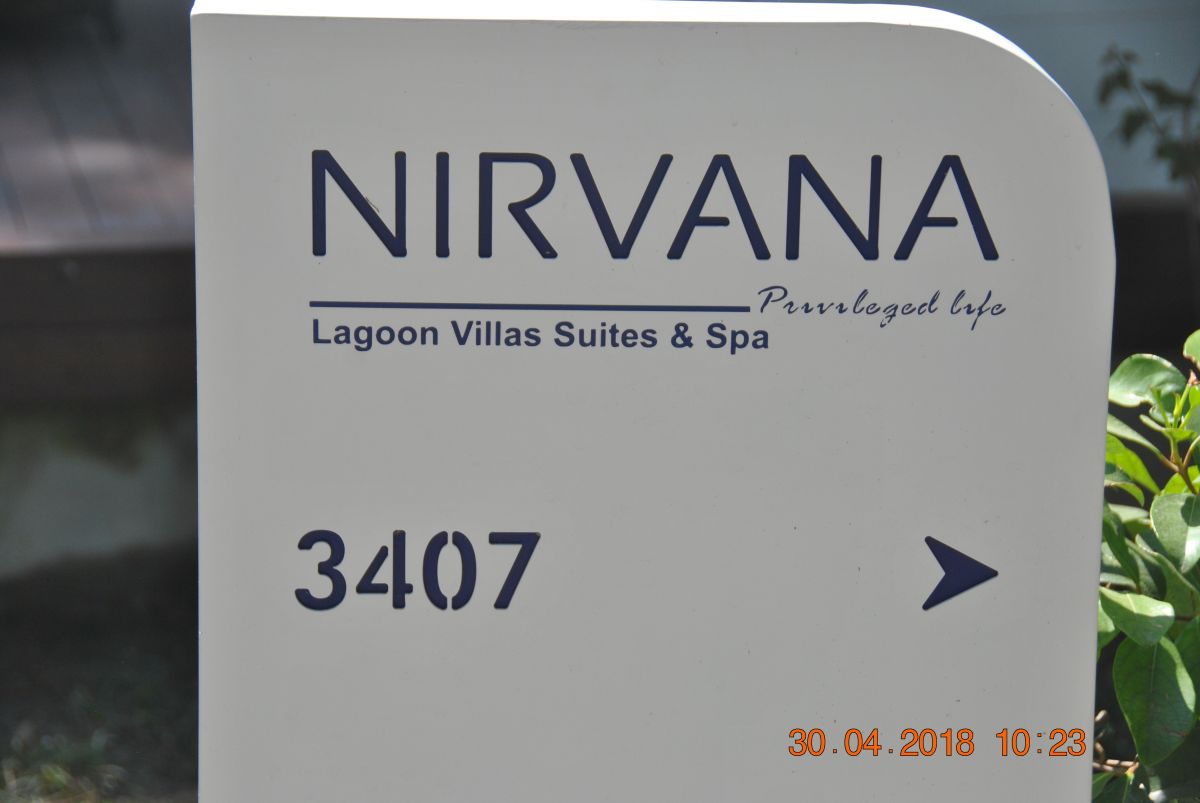 NIRVANA
Privileged life
Lagoon Villas Suites & Spa
3407
30.04.2018 10:23